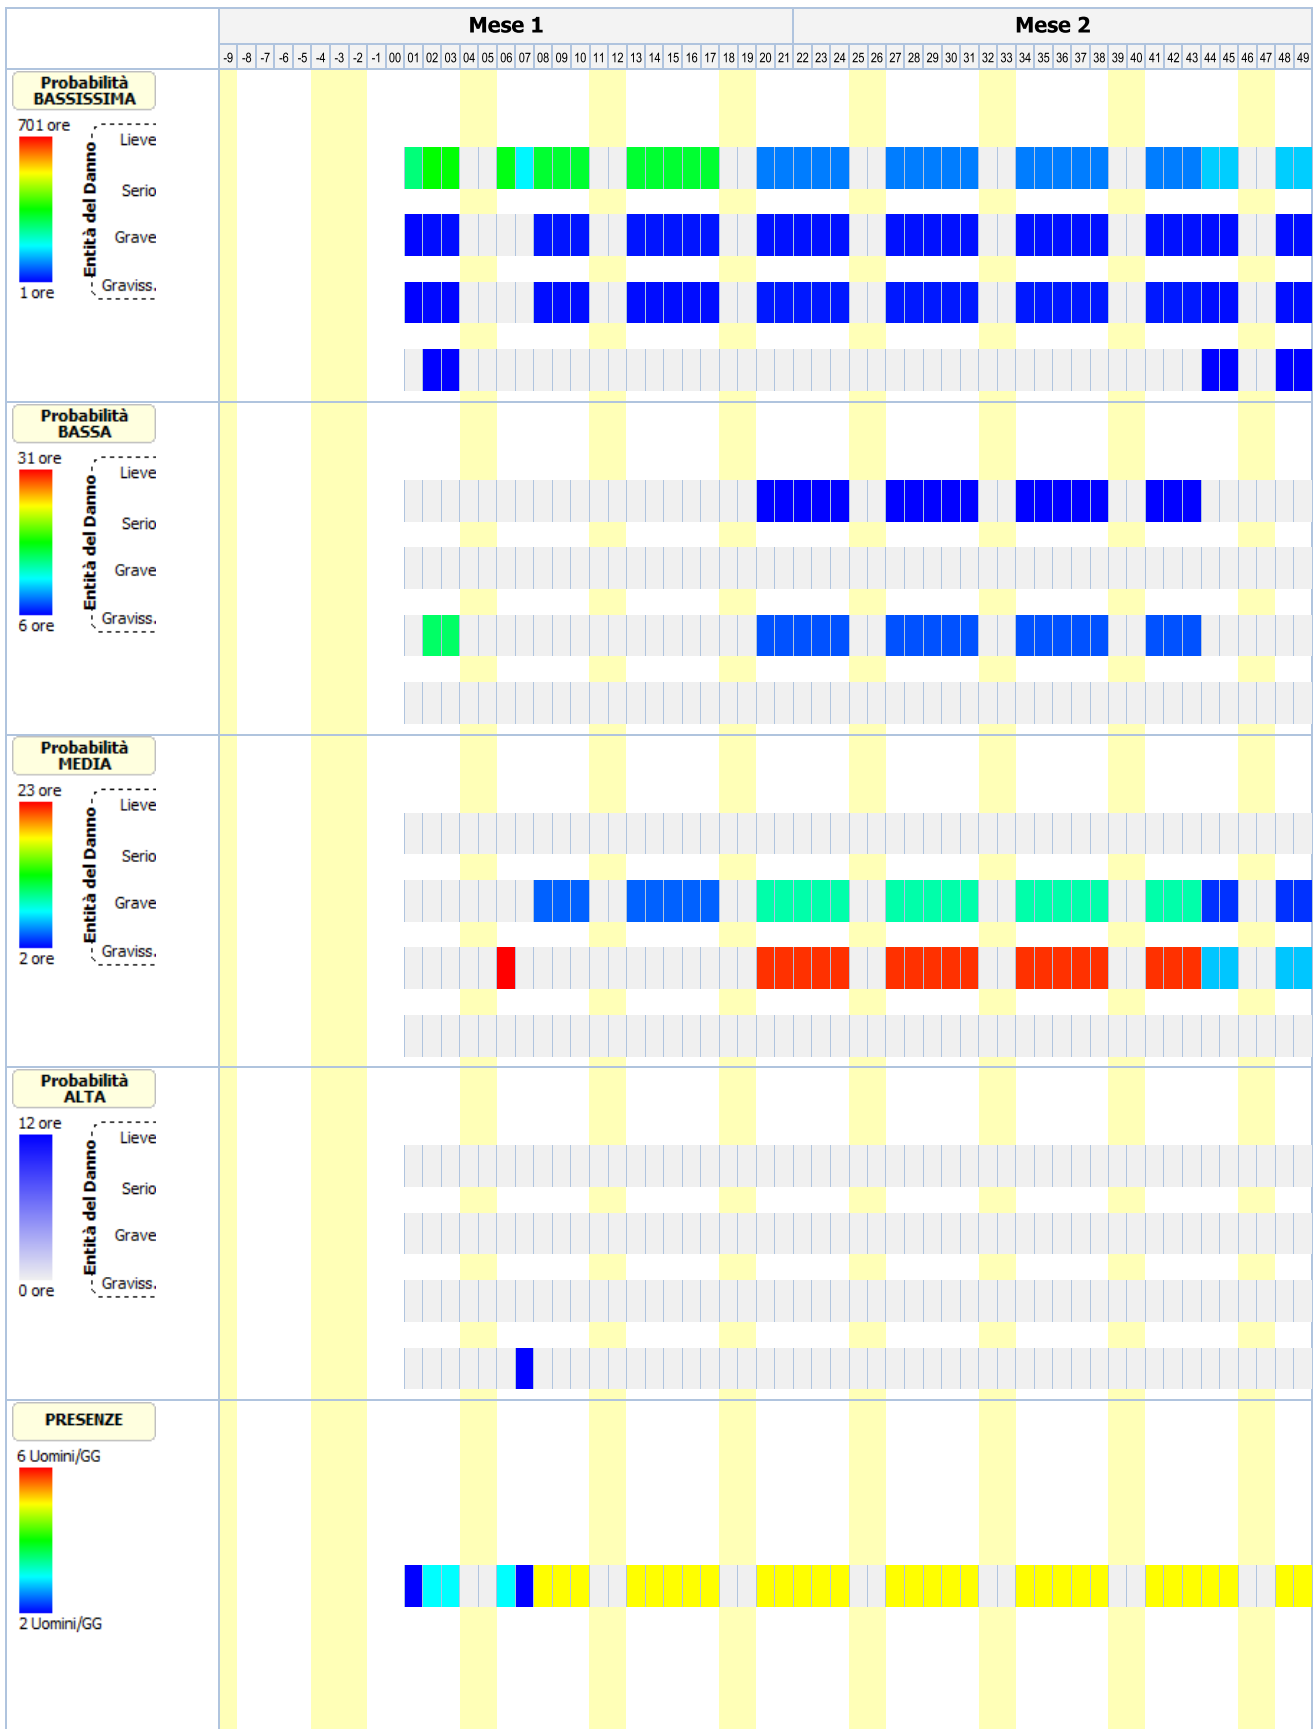 Mese 1 Mese 2
-9 -8 -7 -6 -5 -4 -3 -2 -1 00 01 02 03 04 05 06 07 08 09 10 11 12 13 14 15 16 17 18 19 20 21 22 23 24 25 26 27 28 29 30 31 32 33 34 35 36 37 38 39 40 41 42 43 44 45 46 47 48 49
Probabilità
BASSISSIMA
701 ore
Entità del Danno
Lieve
Serio
Grave
Graviss.
1 ore
Probabilità
BASSA
31 ore
Entità del Danno
Lieve
Serio
Grave
Graviss.
6 ore
Probabilità
MEDIA
23 ore
Entità del Danno
Lieve
Serio
Grave
Graviss.
2 ore
Probabilità
ALTA
12 ore
Entità del Danno
Lieve
Serio
Grave
Graviss.
0 ore
PRESENZE
6 Uomini/GG
2 Uomini/GG